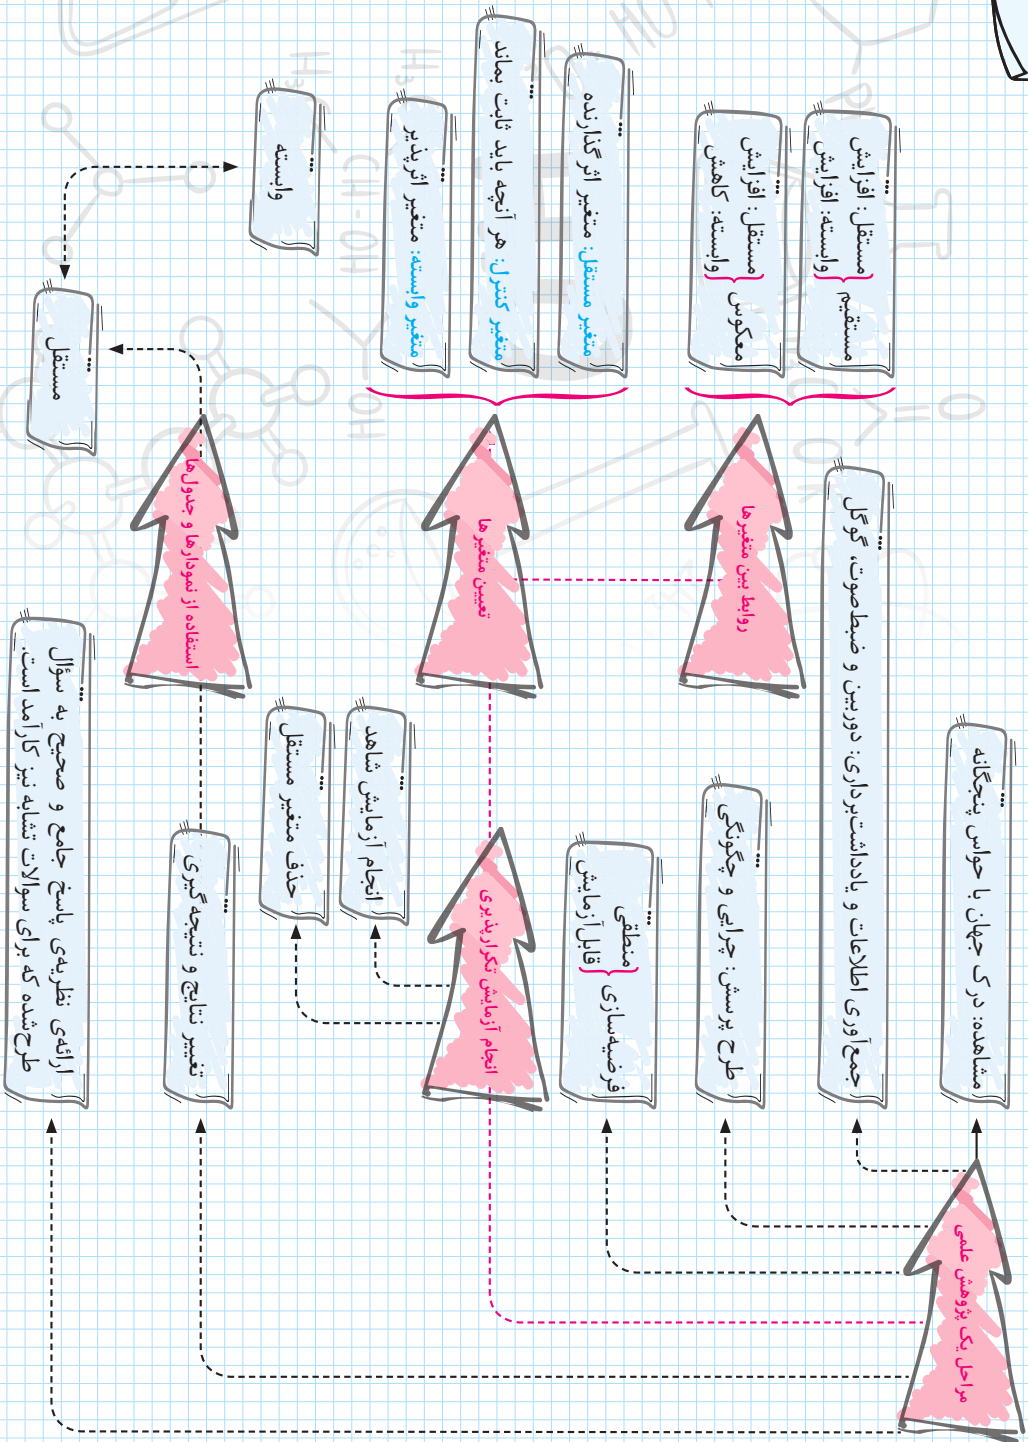 مراحل یک پژوهش علمی
مشاهده: درک جهان با حواس پنجگانه
جمع‌آوری اطلاعات و یادداشت‌برداری: دوربین و ضبط‌صوت، گوگل
طرح پرسش: چرایی و چگونگی
فرضیه‌سازی
منطقی
قابل‌آزمایش
انجام آزمایش تکرارپذیری
انجام آزمایش شاهد
حذف متغیر مستقل
تعیین متغیرها
روابط بین متغیرها
مستقل: افزایش
وابسته: افزایش
مستقیم
مستقل: افزایش
وابسته: کاهش
معکوس
متغیر مستقل: متغیر اثرگذارنده
متغیر کنترل: هر آنچه باید ثابت بماند
متغیر وابسته: متغیر اثرپذیر
تغییر نتایج و نتیجه‌گیری
استفاده از نمودارها و جدول‌ها
وابسته
مستقل
ارائه‌ی نظریه‌ی پاسخ جامع و صحیح به سؤال
طرح‌شده که برای سوالات تشابه نیز کارآمد است.